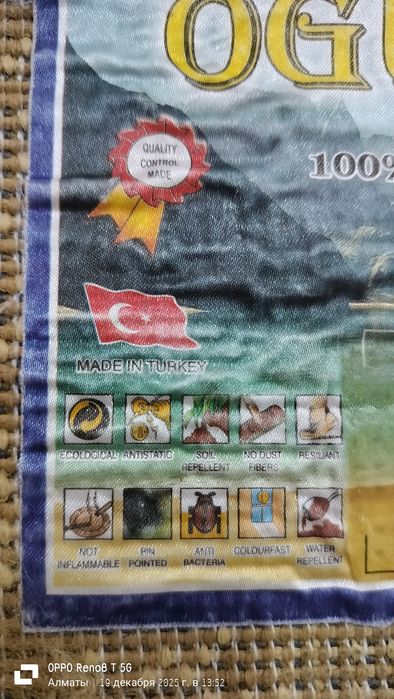 OGU
QUALITY
CONTROL
MADE
100%
MADE IN TURKEY
ECOLOGICAL ANTISTATIC SOIL REPELLENT NO DUST FIBERS RESILIANT
NOT INFLAMMABLE PIN POINTED ANTI BACTERIA COLOURFAST WATER REPELLENT
OPPO Reno8 T 5G
Алматы | 19 декабря 2025 г. в 13:52